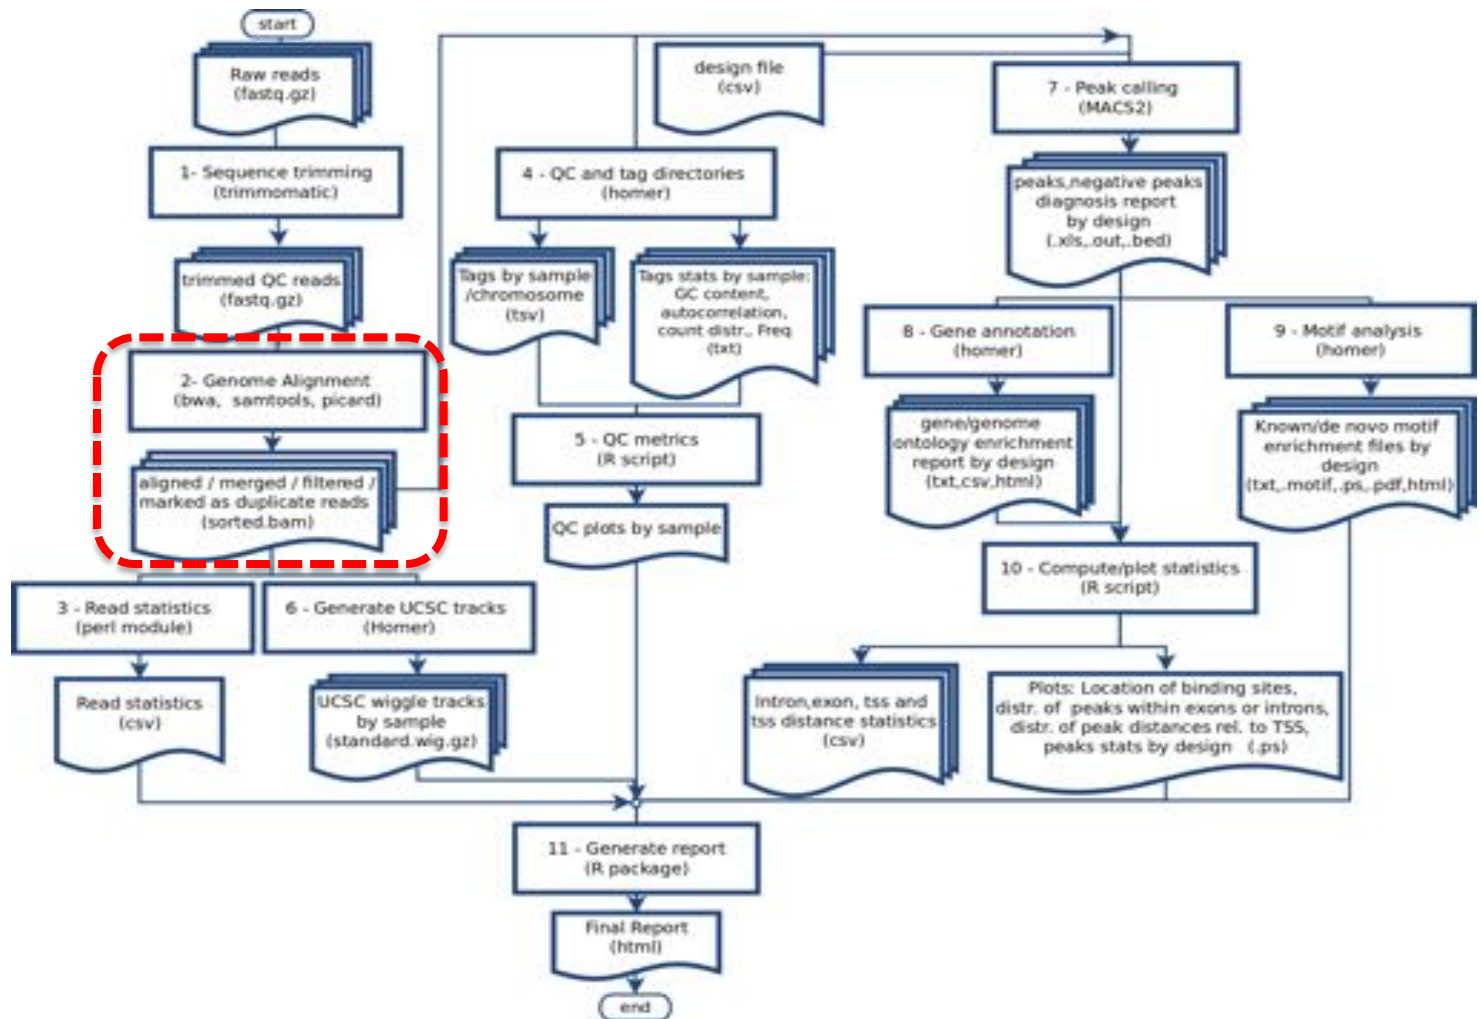 start
Raw reads
(fastq.gz)
1- Sequence trimming
(trimmomatic)
trimmed QC reads
(fastq.gz)
2- Genome Alignment
(bwa, samtools, picard)
aligned / merged / filtered /
marked as duplicate reads
(sorted.bam)
3 - Read statistics
(perl module)
Read statistics
(csv)
6 - Generate UCSC tracks
(Homer)
UCSC wiggle tracks
by sample
(standard.wig.gz)
design file
(csv)
4 - QC and tag directories
(homer)
Tags by sample
/chromosome
(tsv)
Tags stats by sample:
GC content,
autocorrelation,
count distr., Freq
(txt)
5 - QC metrics
(R script)
QC plots by sample
7 - Peak calling
(MACS2)
peaks,negative peaks
diagnosis report
by design
(.xls,.out,.bed)
8 - Gene annotation
(homer)
gene/genome
ontology enrichment
report by design
(txt,csv,html)
9 - Motif analysis
(homer)
Known/de novo motif
enrichment files by
design
(txt,.motif,.ps,.pdf,html)
10 - Compute/plot statistics
(R script)
Intron,exon, tss and
tss distance statistics
(csv)
Plots: Location of binding sites,
distr. of peaks within exons or introns,
distr. of peak distances rel. to TSS,
peaks stats by design (.ps)
11 - Generate report
(R package)
Final Report
(html)
end